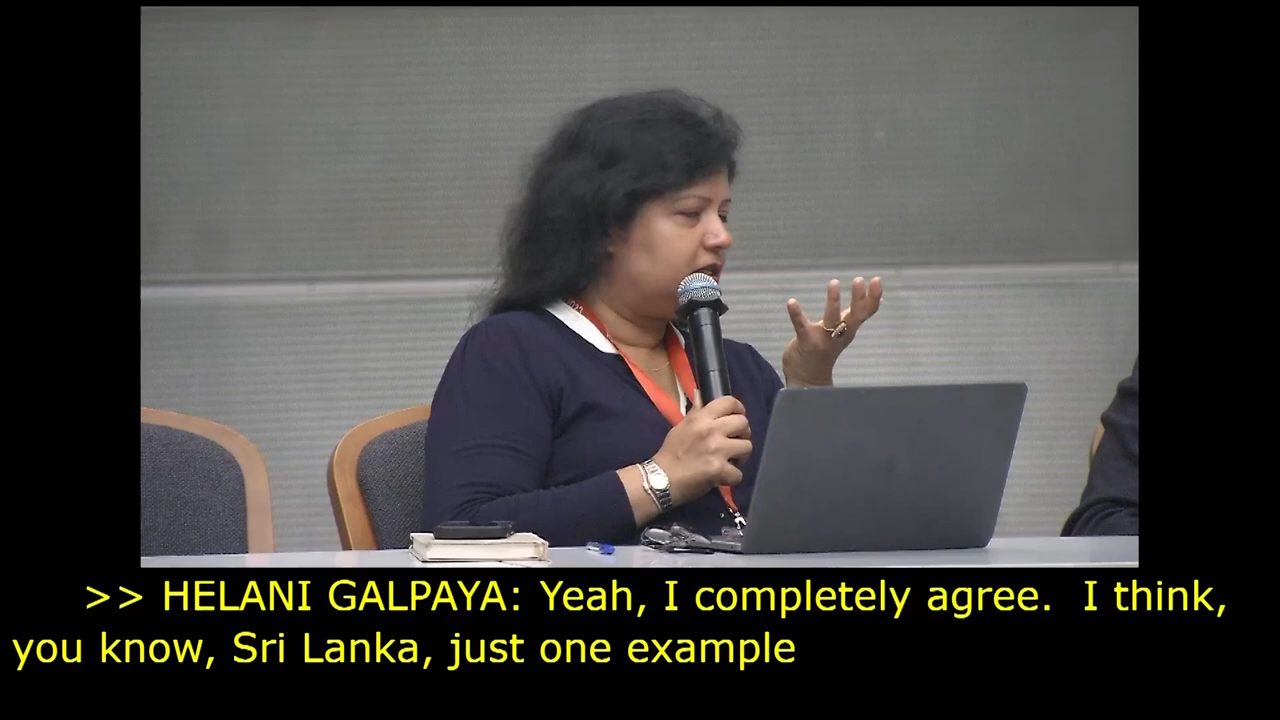 >> HELANI GALPAYA: Yeah, I completely agree.  I think,
you know, Sri Lanka, just one example